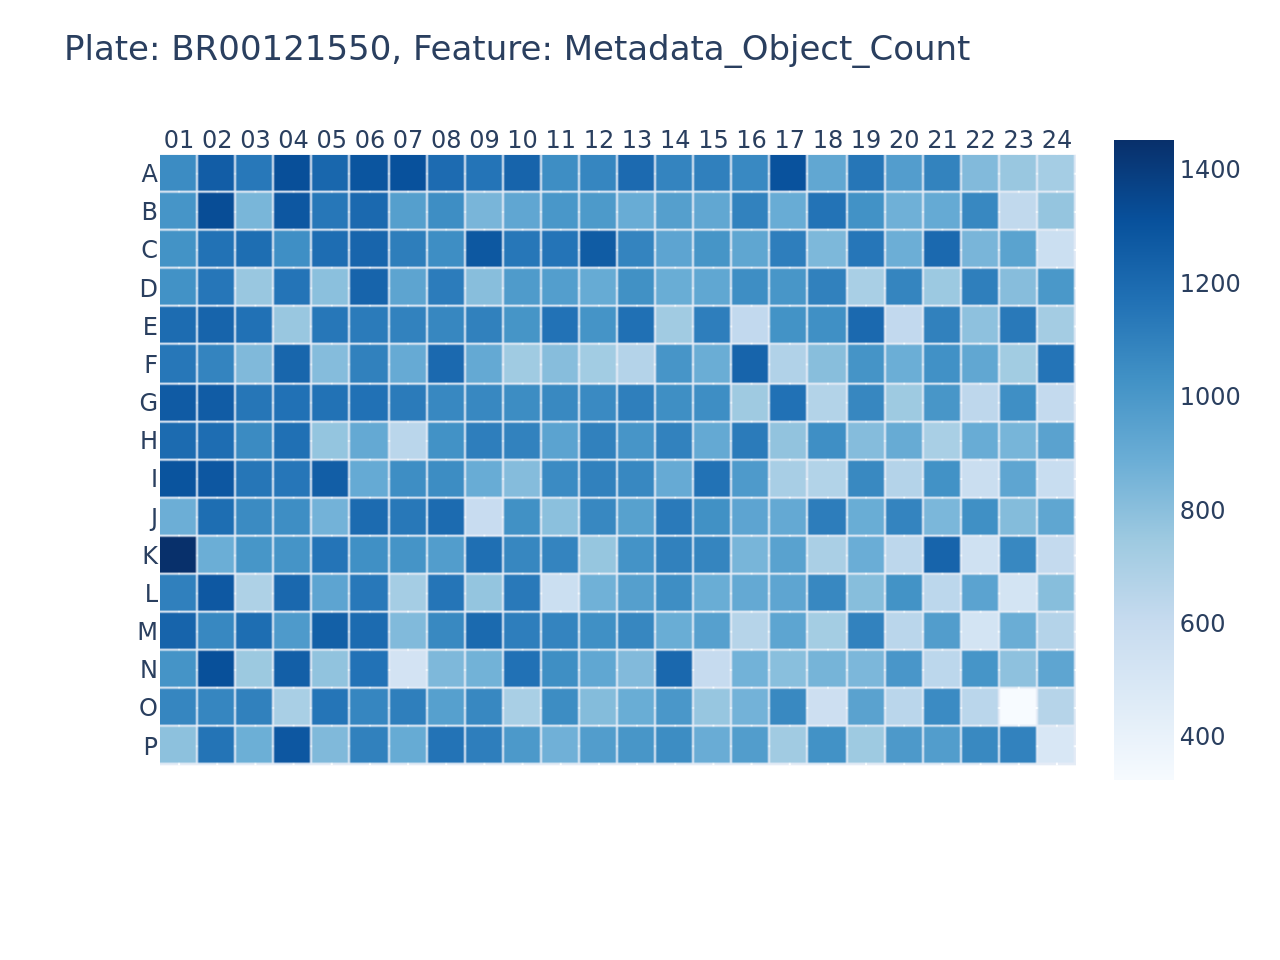 Plate: BR00121550, Feature: Metadata_Object_Count
01 02 03 04 05 06 07 08 09 10 11 12 13 14 15 16 17 18 19 20 21 22 23 24
A
B
C
D
E
F
G
H
I
J
K
L
M
N
O
P
1400
1200
1000
800
600
400